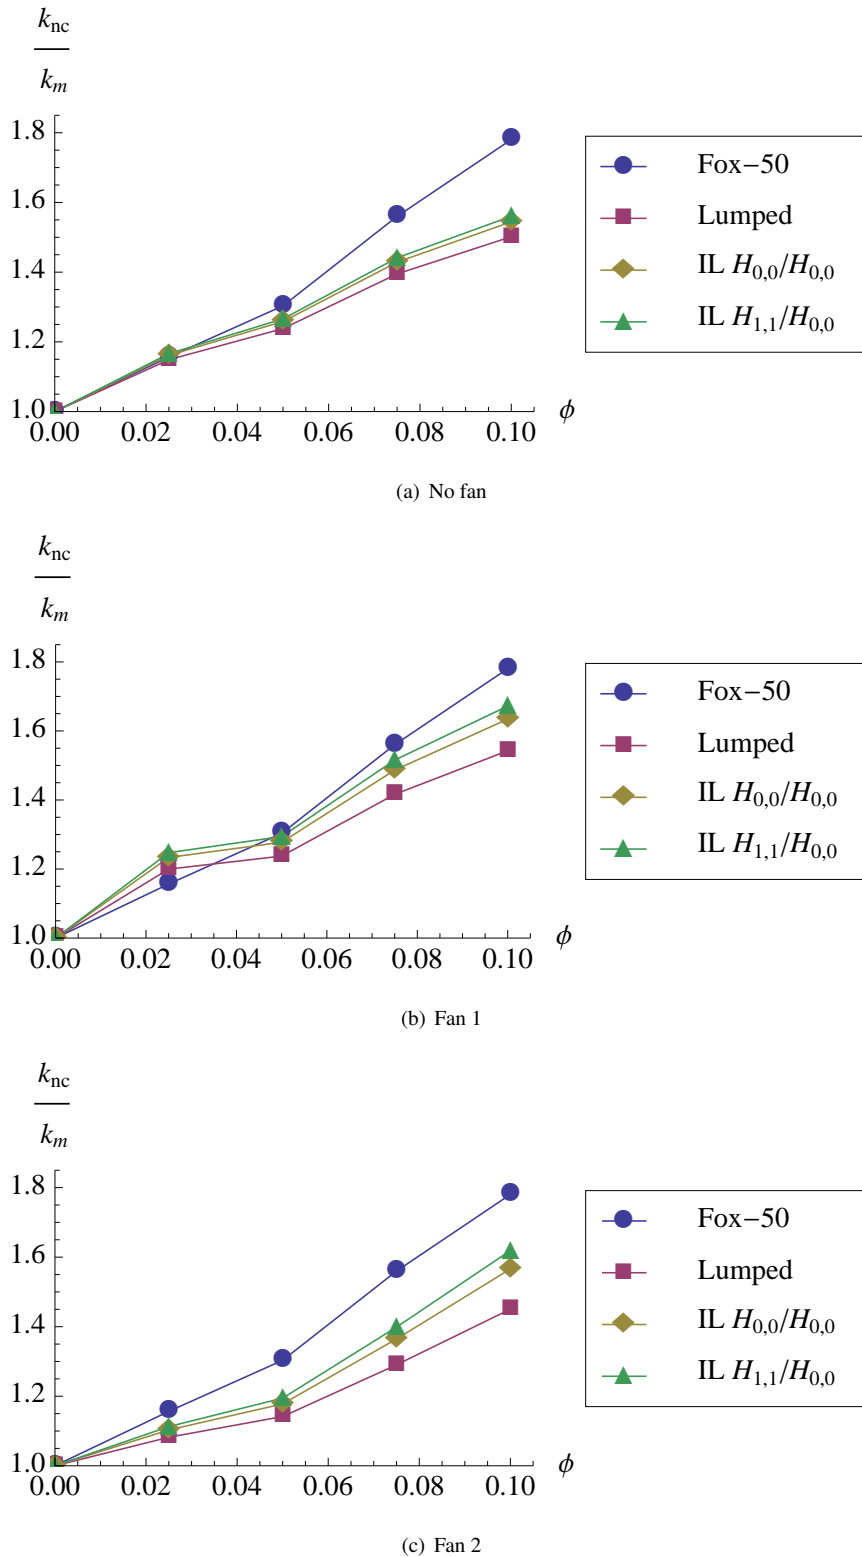 k_nc
k_m
1.8
1.6
1.4
1.2
1.0
0.00 0.02 0.04 0.06 0.08 0.10
ϕ
Fox−50
Lumped
IL H_{0,0}/H_{0,0}
IL H_{1,1}/H_{0,0}
(a) No fan
k_nc
k_m
1.8
1.6
1.4
1.2
1.0
0.00 0.02 0.04 0.06 0.08 0.10
ϕ
Fox−50
Lumped
IL H_{0,0}/H_{0,0}
IL H_{1,1}/H_{0,0}
(b) Fan 1
k_nc
k_m
1.8
1.6
1.4
1.2
1.0
0.00 0.02 0.04 0.06 0.08 0.10
ϕ
Fox−50
Lumped
IL H_{0,0}/H_{0,0}
IL H_{1,1}/H_{0,0}
(c) Fan 2